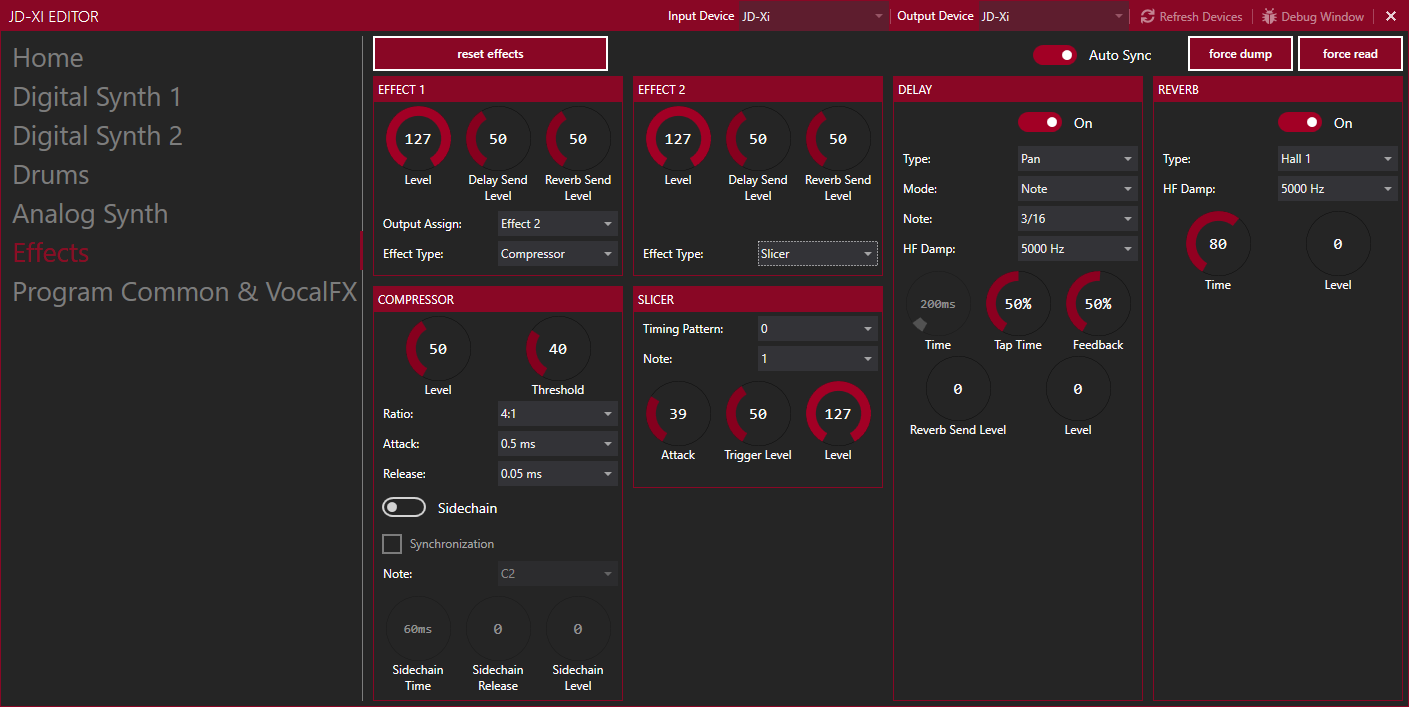 JD-XI EDITOR
Input Device JD-Xi
Output Device JD-Xi
Refresh Devices
Debug Window
Home
Digital Synth 1
Digital Synth 2
Drums
Analog Synth
Effects
Program Common & VocalFX
reset effects
Auto Sync
force dump
force read
EFFECT 1
127
50
50
Level
Delay Send
Level
Reverb Send
Level
Output Assign: Effect 2
Effect Type: Compressor
COMPRESSOR
50
40
Level
Threshold
Ratio: 4:1
Attack: 0.5 ms
Release: 0.05 ms
Sidechain
Synchronization
Note: C2
60ms
0
0
Sidechain
Time
Sidechain
Release
Sidechain
Level
EFFECT 2
127
50
50
Level
Delay Send
Level
Reverb Send
Level
Effect Type: Slicer
SLICER
Timing Pattern: 0
Note: 1
39
50
127
Attack
Trigger Level
Level
DELAY
On
Type: Pan
Mode: Note
Note: 3/16
HF Damp: 5000 Hz
200ms
50%
50%
Time
Tap Time
Feedback
0
0
Reverb Send Level
Level
REVERB
On
Type: Hall 1
HF Damp: 5000 Hz
80
0
Time
Level